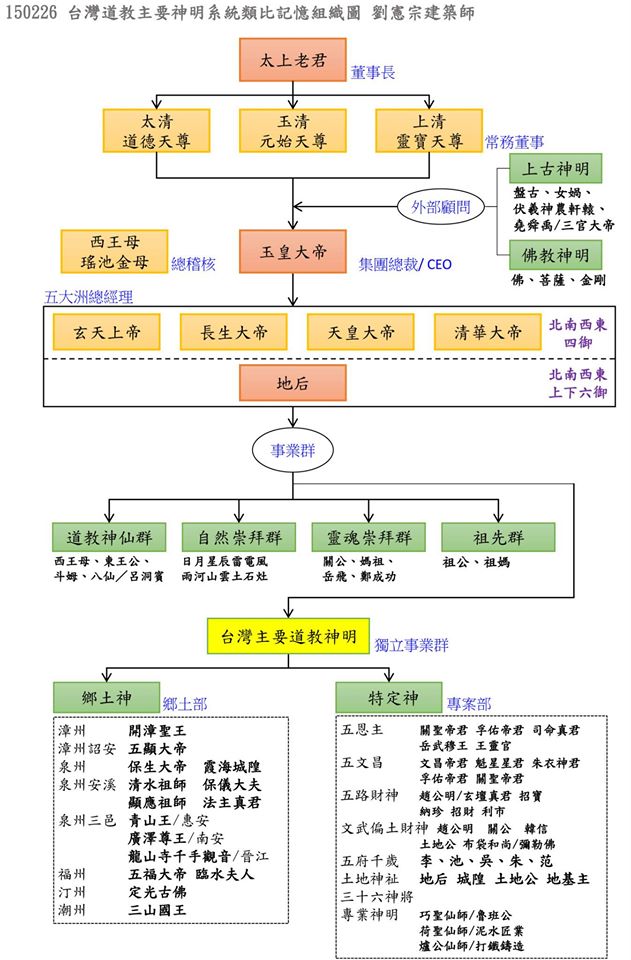 150226 台灣道教主要神明系統類比記憶組織圖 劉憲宗建築師
太上老君
董事長
太清
道德天尊
玉清
元始天尊
上清
靈寶天尊
常務董事
外部顧問
上古神明
盤古、女媧、
伏羲神農軒轅、
堯舜禹/三官大帝
佛教神明
佛、菩薩、金剛
西王母
瑤池金母
總稽核
玉皇大帝
集團總裁/ CEO
五大洲總經理
玄天上帝
長生大帝
天皇大帝
清華大帝
北南西東
四御
地后
北南西東
上下六御
事業群
道教神仙群
西王母、東王公、
斗姆、八仙／呂洞賓
自然崇拜群
日月星辰雷電風
雨河山雲土石灶
靈魂崇拜群
關公、媽祖、
岳飛、鄭成功
祖先群
祖公、祖媽
台灣主要道教神明
獨立事業群
鄉土神
鄉土部
漳州 開漳聖王
漳州詔安 五顯大帝
泉州 保生大帝 霞海城隍
泉州安溪 清水祖師 保儀大夫
顯應祖師 法主真君
泉州三邑 青山王/惠安
廣澤尊王/南安
龍山寺千手觀音/晉江
福州 五福大帝 臨水夫人
汀州 定光古佛
潮州 三山國王
特定神
專案部
五恩主 關聖帝君 孚佑帝君 司命真君
岳武穆王 王靈官
五文昌 文昌帝君 魁星星君 朱衣神君
孚佑帝君 關聖帝君
五路財神 趙公明/玄壇真君 招寶
納珍 招財 利市
文武偏土財神 趙公明 關公 韓信
土地公 布袋和尚/彌勒佛
五府千歲 李、池、吳、朱、范
土地神祉 地后 城隍 土地公 地基主
三十六神將
專業神明 巧聖仙師/魯班公
荷聖仙師/泥水匠業
爐公仙師/打鐵鑄造